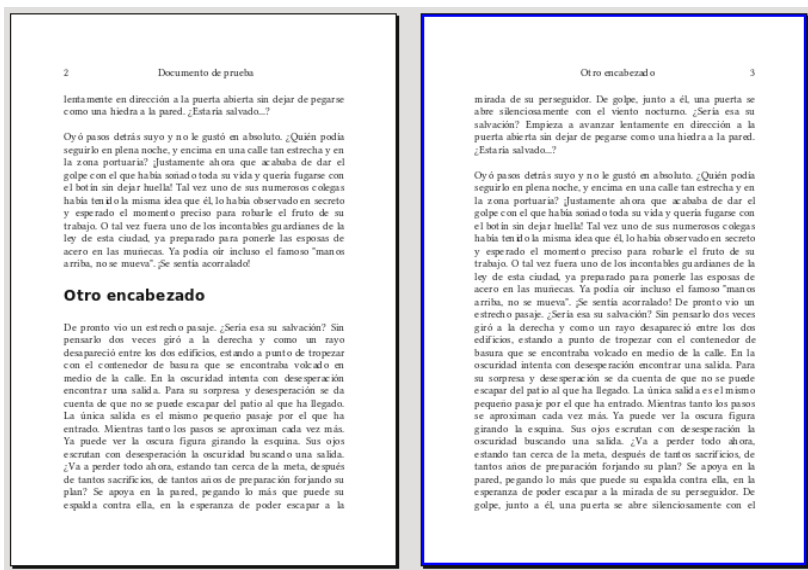 2 Documento de prueba
lentamente en dirección a la puerta abierta sin dejar de pegarse
como una hiedra a la pared. ¿Estaría salvado...?
Oyó pasos detrás suyo y no le gustó en absoluto. ¿Quién podía
seguirlo en plena noche, y encima en una calle tan estrecha y en
la zona portuaria? ¡Justamente ahora que acababa de dar el
golpe con el que había soñado toda su vida y quería fugarse con
el botín sin dejar huella! Tal vez uno de sus numerosos colegas
había tenido la misma idea que él, lo había observado en secreto
y esperado el momento preciso para robarle el fruto de su
trabajo. O tal vez fuera uno de los incontables guardianes de la
ley de esta ciudad, ya preparado para ponerle las esposas de
acero en las muñecas. Ya podía oír incluso el famoso "manos
arriba, no se mueva". ¡Se sentía acorralado!
Otro encabezado
De pronto vio un estrecho pasaje. ¿Sería esa su salvación? Sin
pensarlo dos veces giró a la derecha y como un rayo
desapareció entre los dos edificios, estando a punto de tropezar
con el contenedor de basura que se encontraba volcado en
medio de la calle. En la oscuridad intenta con desesperación
encontrar una salida. Para su sorpresa y desesperación se da
cuenta de que no se puede escapar del patio al que ha llegado.
La única salida es el mismo pequeño pasaje por el que ha
entrado. Mientras tanto los pasos se aproximan cada vez más.
Ya puede ver la oscura figura girando la esquina. Sus ojos
escrutan con desesperación la oscuridad buscando una salida.
¿Va a perder todo ahora, estando tan cerca de la meta, después
de tantos sacrificios, de tantos años de preparación forjando su
plan? Se apoya en la pared, pegando lo más que puede su
espalda contra ella, en la esperanza de poder escapar a la
Otro encabezado 3
mirada de su perseguidor. De golpe, junto a él, una puerta se
abre silenciosamente con el viento nocturno. ¿Sería esa su
salvación? Empieza a avanzar lentamente en dirección a la
puerta abierta sin dejar de pegarse como una hiedra a la pared.
¿Estaría salvado...?
Oyó pasos detrás suyo y no le gustó en absoluto. ¿Quién podía
seguirlo en plena noche, y encima en una calle tan estrecha y en
la zona portuaria? ¡Justamente ahora que acababa de dar el
golpe con el que había soñado toda su vida y quería fugarse con
el botín sin dejar huella! Tal vez uno de sus numerosos colegas
había tenido la misma idea que él, lo había observado en secreto
y esperado el momento preciso para robarle el fruto de su
trabajo. O tal vez fuera uno de los incontables guardianes de la
ley de esta ciudad, ya preparado para ponerle las esposas de
acero en las muñecas. Ya podía oír incluso el famoso "manos
arriba, no se mueva". ¡Se sentía acorralado! De pronto vio un
estrecho pasaje. ¿Sería esa su salvación? Sin pensarlo dos veces
giró a la derecha y como un rayo desapareció entre los dos
edificios, estando a punto de tropezar con el contenedor de
basura que se encontraba volcado en medio de la calle. En la
oscuridad intenta con desesperación encontrar una salida. Para
su sorpresa y desesperación se da cuenta de que no se puede
escapar del patio al que ha llegado. La única salida es el mismo
pequeño pasaje por el que ha entrado. Mientras tanto los pasos
se aproximan cada vez más. Ya puede ver la oscura figura
girando la esquina. Sus ojos escrutan con desesperación la
oscuridad buscando una salida. ¿Va a perder todo ahora,
estando tan cerca de la meta, después de tantos sacrificios, de
tantos años de preparación forjando su plan? Se apoya en la
pared, pegando lo más que puede su espalda contra ella, en la
esperanza de poder escapar a la mirada de su perseguidor. De
golpe, junto a él, una puerta se abre silenciosamente con el